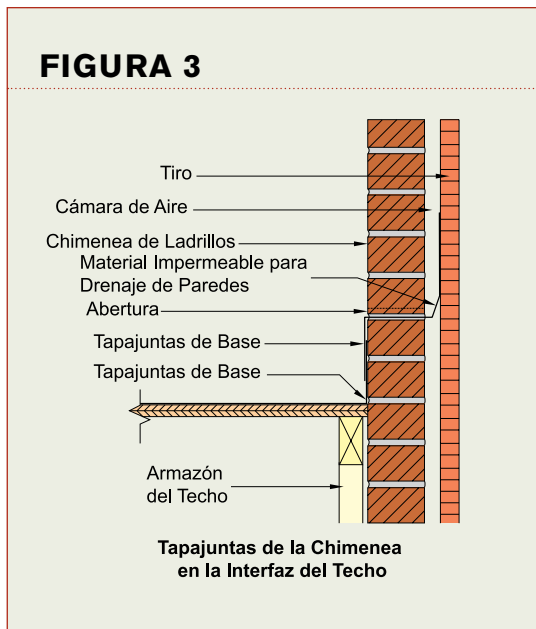 FIGURA 3
Tiro
Cámara de Aire
Chimenea de Ladrillos
Material Impermeable para
Drenaje de Paredes
Abertura
Tapajuntas de Base
Tapajuntas de Base
Armazón
del Techo
Tapajuntas de la Chimenea
en la Interfaz del Techo